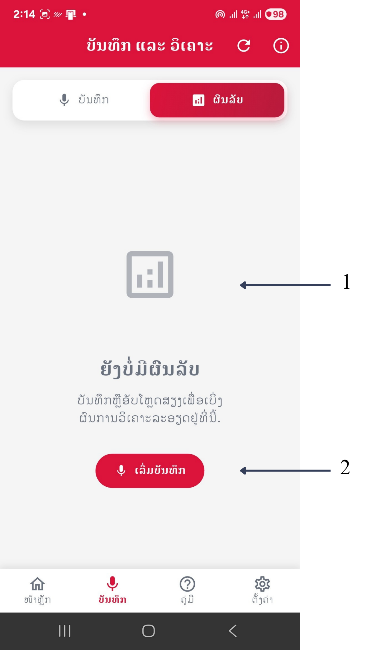 2:14 98
ບັນທຶກ ແລະ ວິເຄາະ
ບັນທຶກ ຜົນລັບ
1
ຍັງບໍ່ມີຜົນລັບ
ບັນທຶກຫຼືອັບໂຫຼດສຽງເພື່ອເບິ່ງ
ຜົນການວິເຄາະລະອຽດຢູ່ທີ່ນີ້.
ເລີ່ມບັນທຶກ 2
ໜ້າຫຼັກ ບັນທຶກ ຄູ່ມື ຕັ້ງຄ່າ